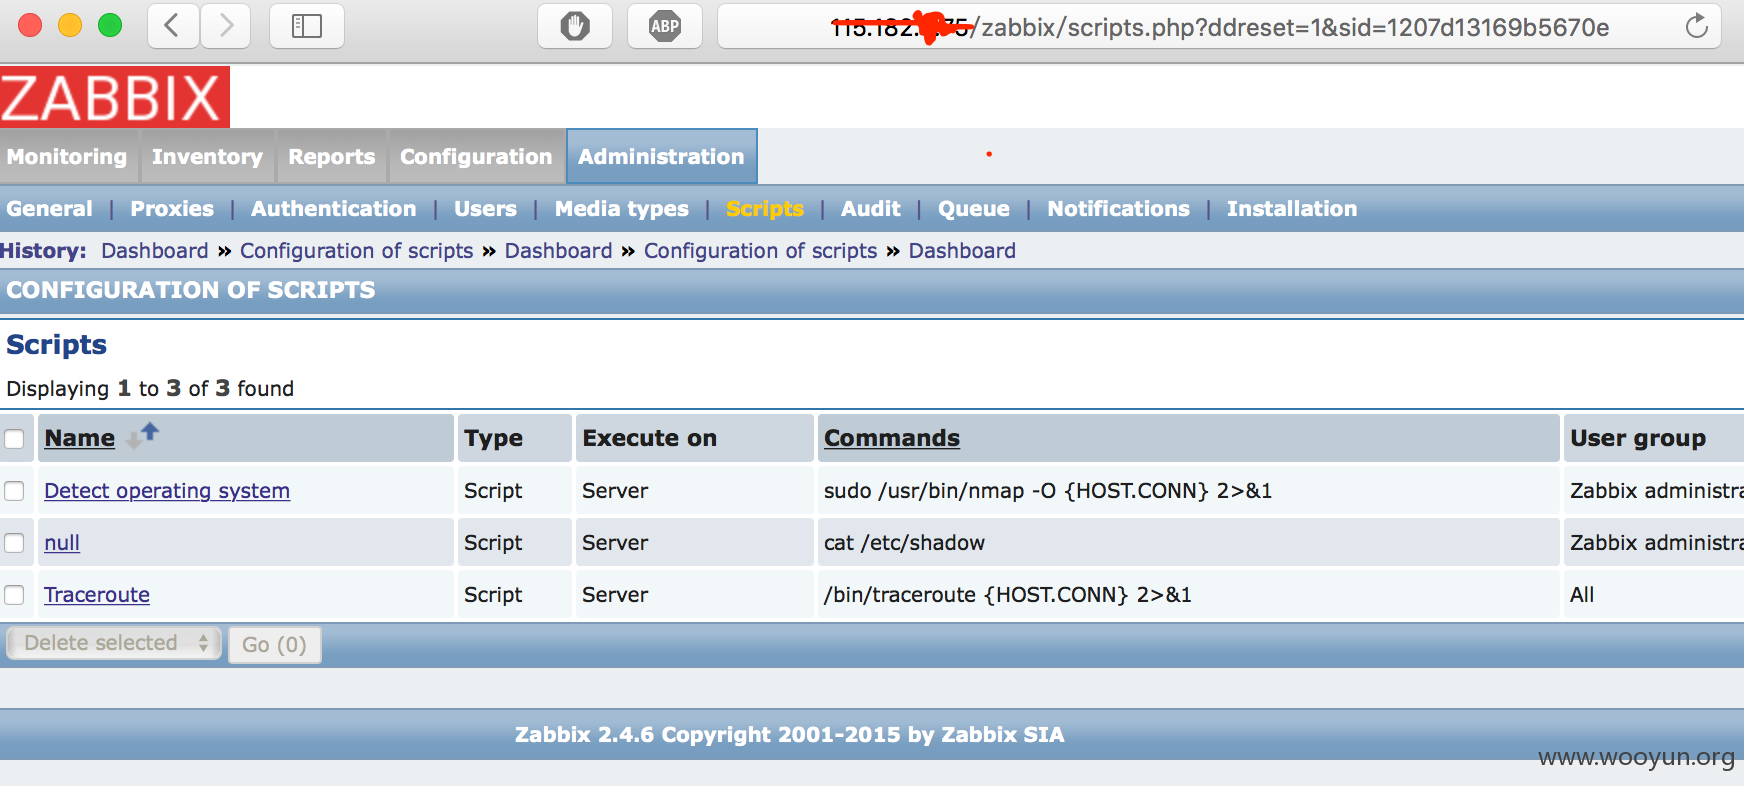 ABP
/zabbix/scripts.php?ddreset=1&sid=1207d13169b5670e
ZABBIX
Monitoring Inventory Reports Configuration Administration
General | Proxies | Authentication | Users | Media types | Scripts | Audit | Queue | Notifications | Installation
History: Dashboard » Configuration of scripts » Dashboard » Configuration of scripts » Dashboard
CONFIGURATION OF SCRIPTS
Scripts
Displaying 1 to 3 of 3 found
Name Type Execute on Commands User group
Detect operating system Script Server sudo /usr/bin/nmap -O {HOST.CONN} 2>&1 Zabbix administra
null Script Server cat /etc/shadow Zabbix administra
Traceroute Script Server /bin/traceroute {HOST.CONN} 2>&1 All
Delete selected Go (0)
Zabbix 2.4.6 Copyright 2001-2015 by Zabbix SIA
www.wooyun.org